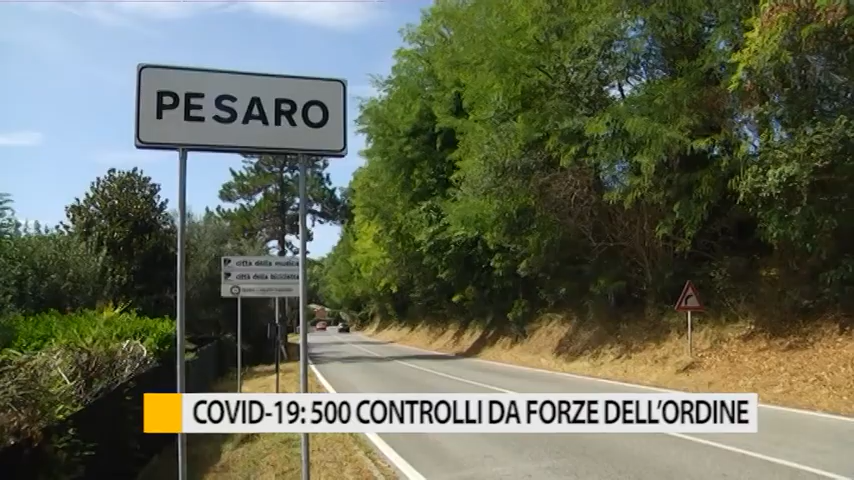 PESARO
città della musica
città della bicicletta
COVID-19: 500 CONTROLLI DA FORZE DELL'ORDINE